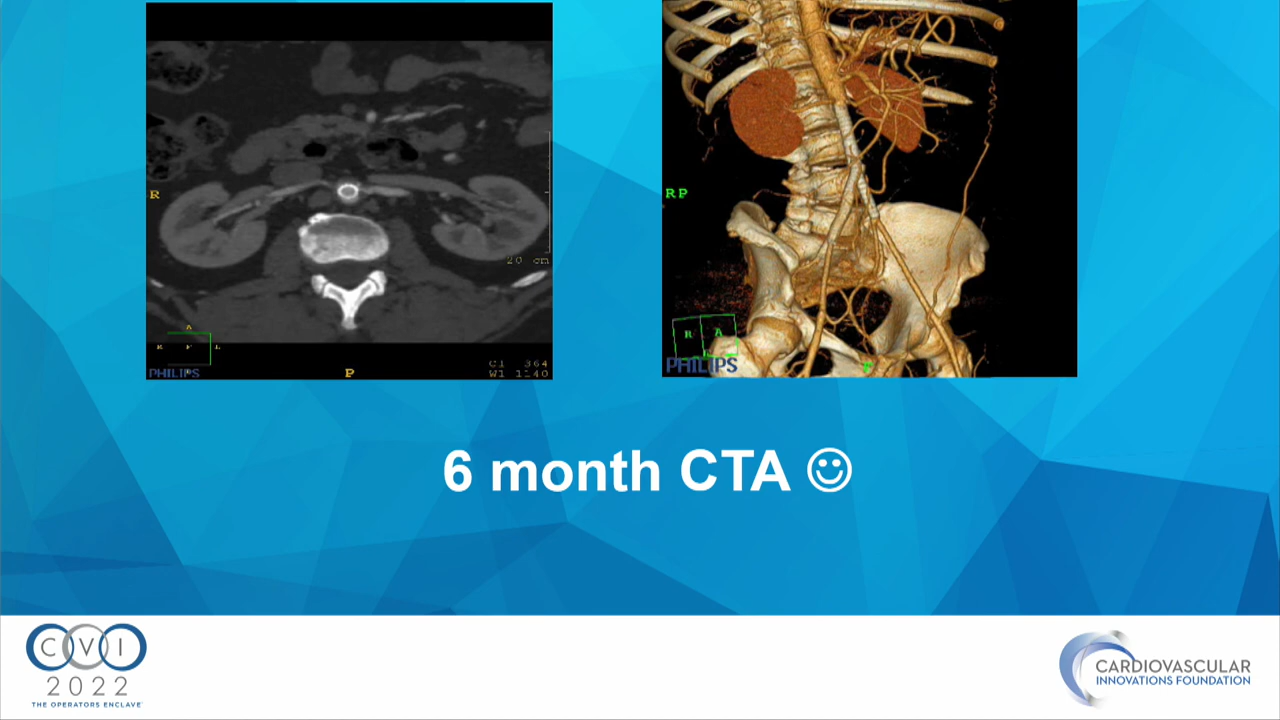 R
20 cm
A
L
PHILIPS
P
C1 364
W1 1140
RP
R A
PHILIPS
6 month CTA ☺
CVI
2022
THE OPERATORS ENCLAVE
CARDIOVASCULAR
INNOVATIONS FOUNDATION